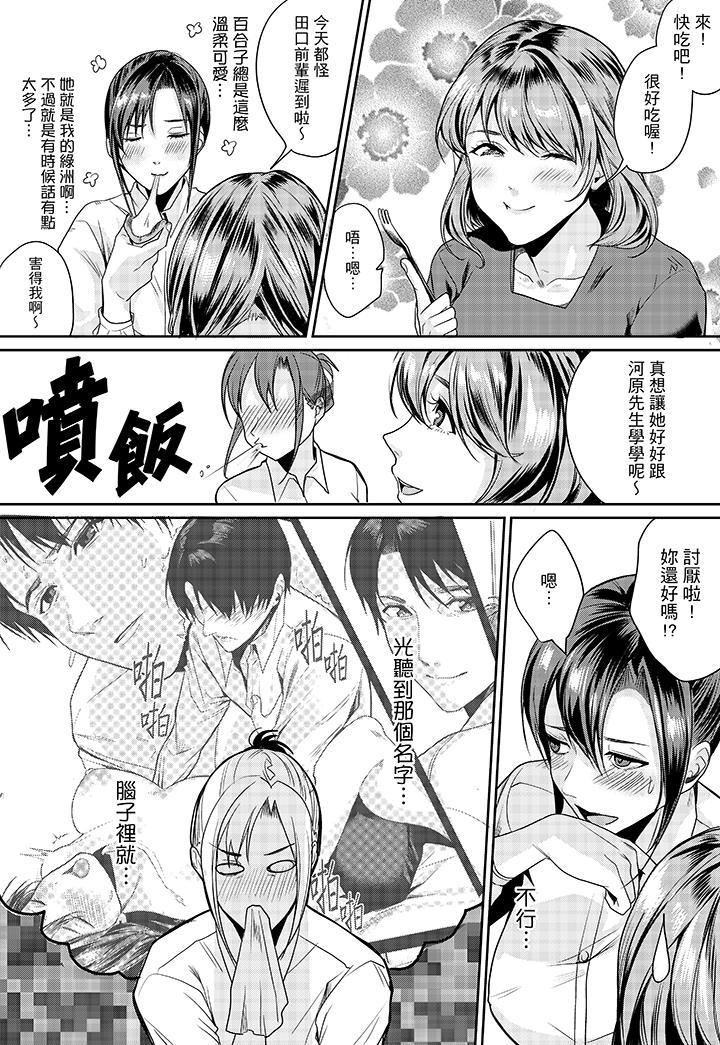 來！
快吃吧！
很好吃喔！
唔…嗯…
今天都怪
田口前輩遲到啦～
百合子總是這麼
溫柔可愛…
她就是我的綠洲啊…
不過就是有時候話有點
太多了…
害得我啊～
真想讓她好好跟
河原先生學學呢～
噴飯
討厭啦！
妳還好嗎!?
嗯…
不行…
光聽到那個名字…
腦子裡就…
啪
啪
啪
啪
啪
啪